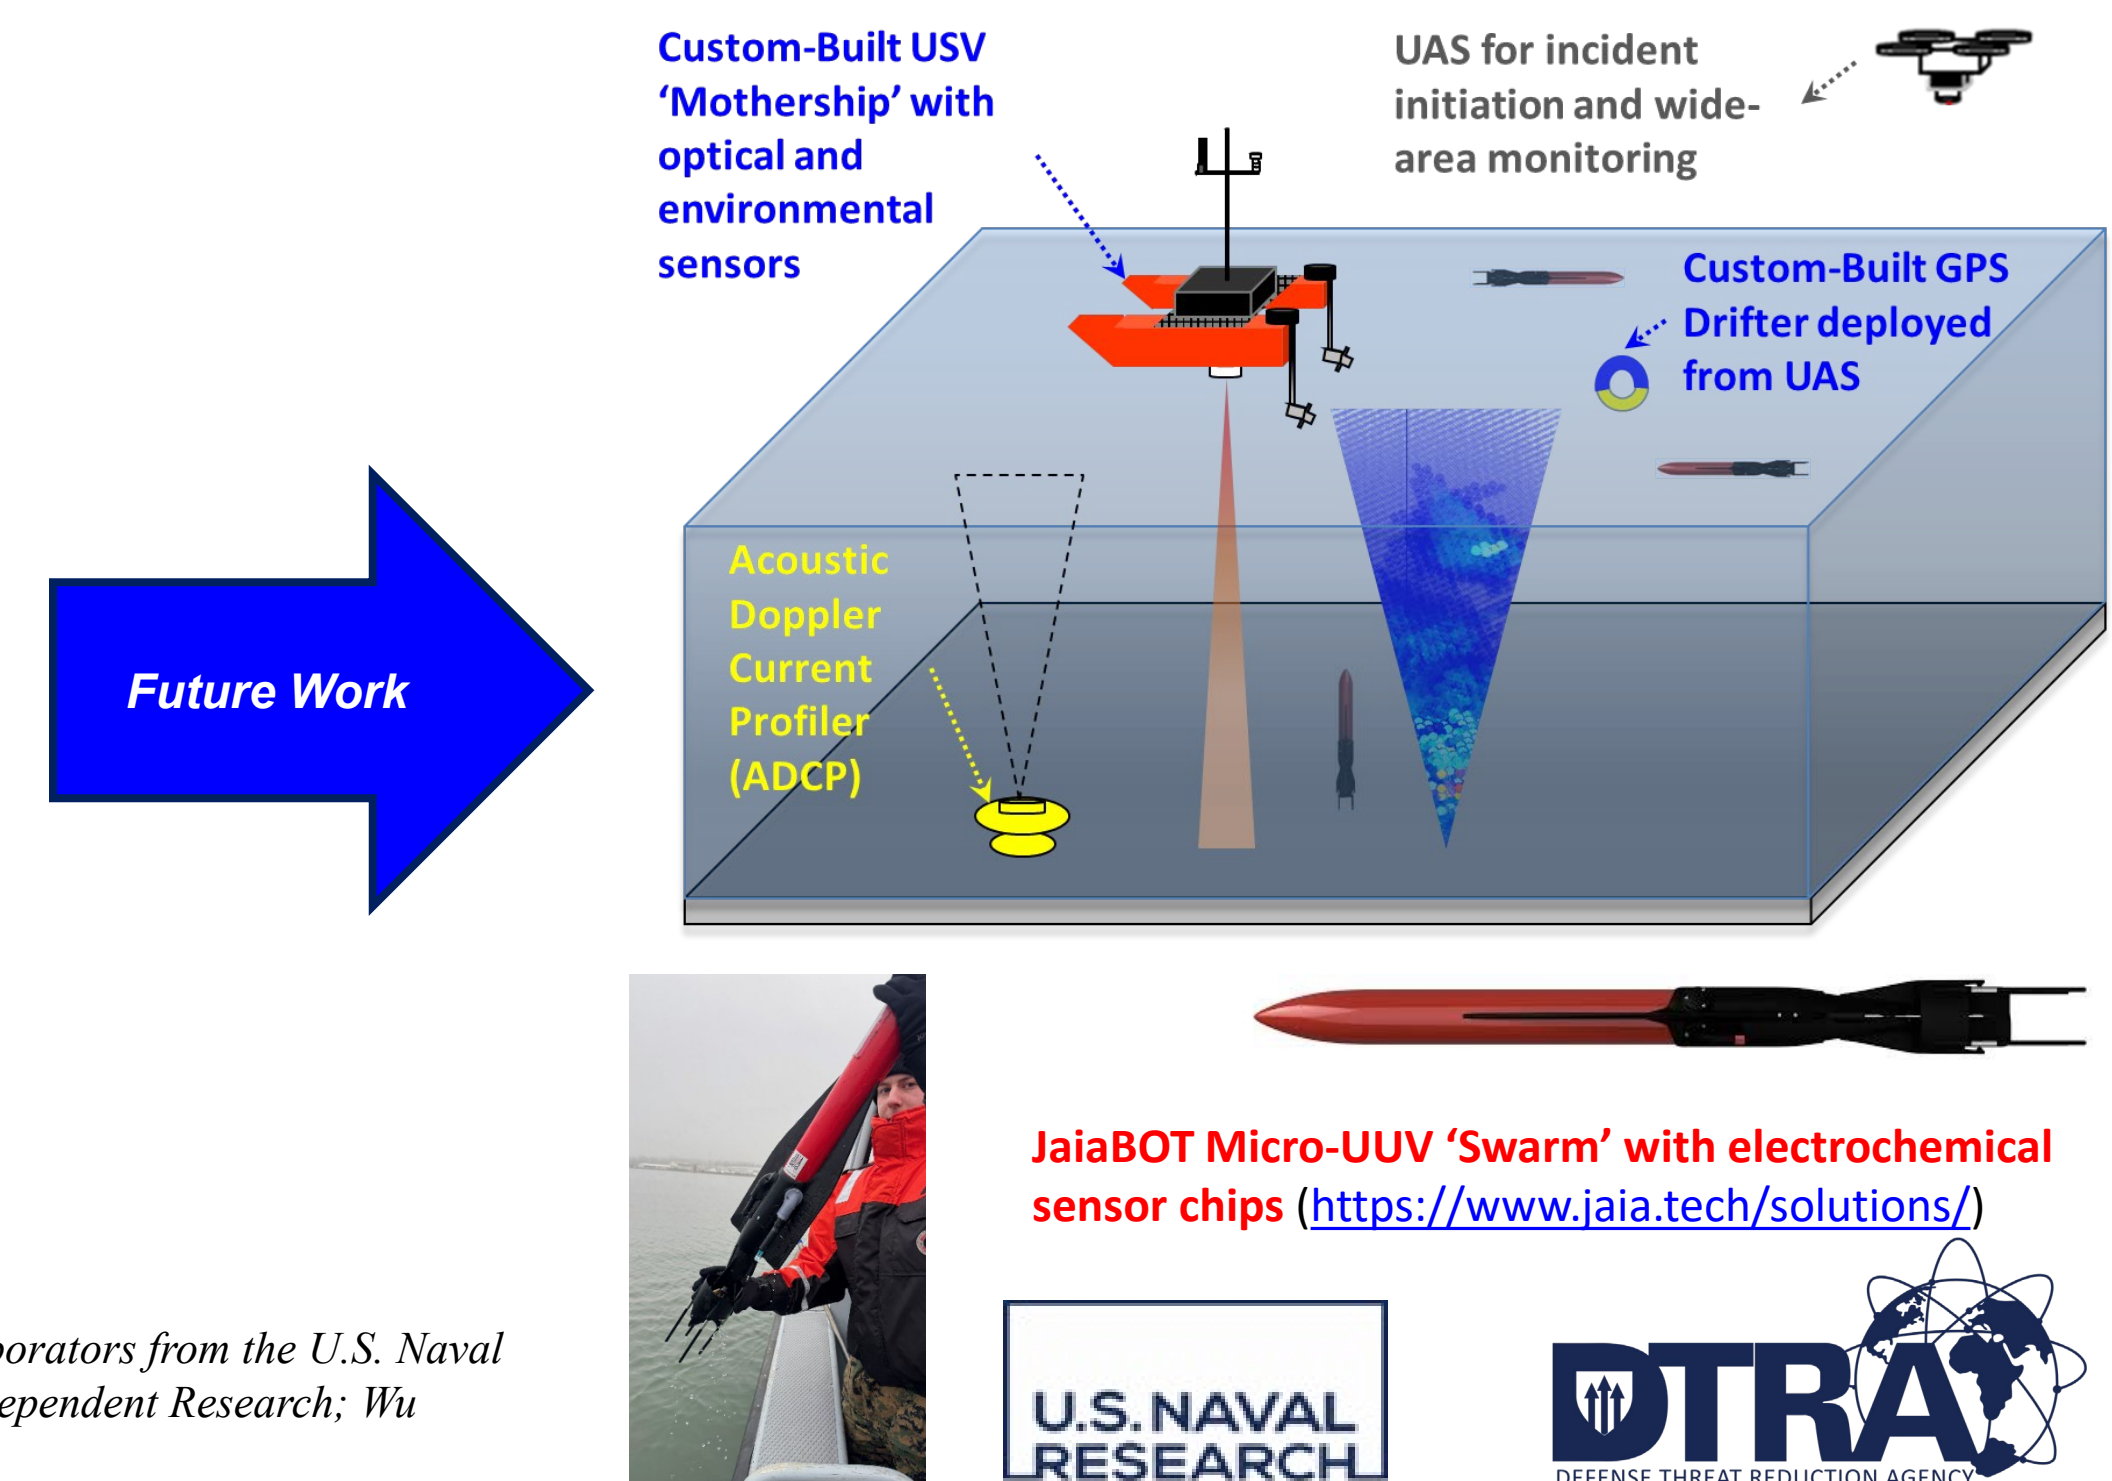 Custom-Built USV
‘Mothership’ with
optical and
environmental
sensors
UAS for incident
initiation and wide-
area monitoring
Custom-Built GPS
Drifter deployed
from UAS
Acoustic
Doppler
Current
Profiler
(ADCP)
Future Work
JaiaBOT Micro-UUV ‘Swarm’ with electrochemical
sensor chips (https://www.jaia.tech/solutions/)
orators from the U.S. Naval
ependent Research; Wu
U.S. NAVAL
RESEARCH
DTRA
DEFENSE THREAT REDUCTION AGENCY